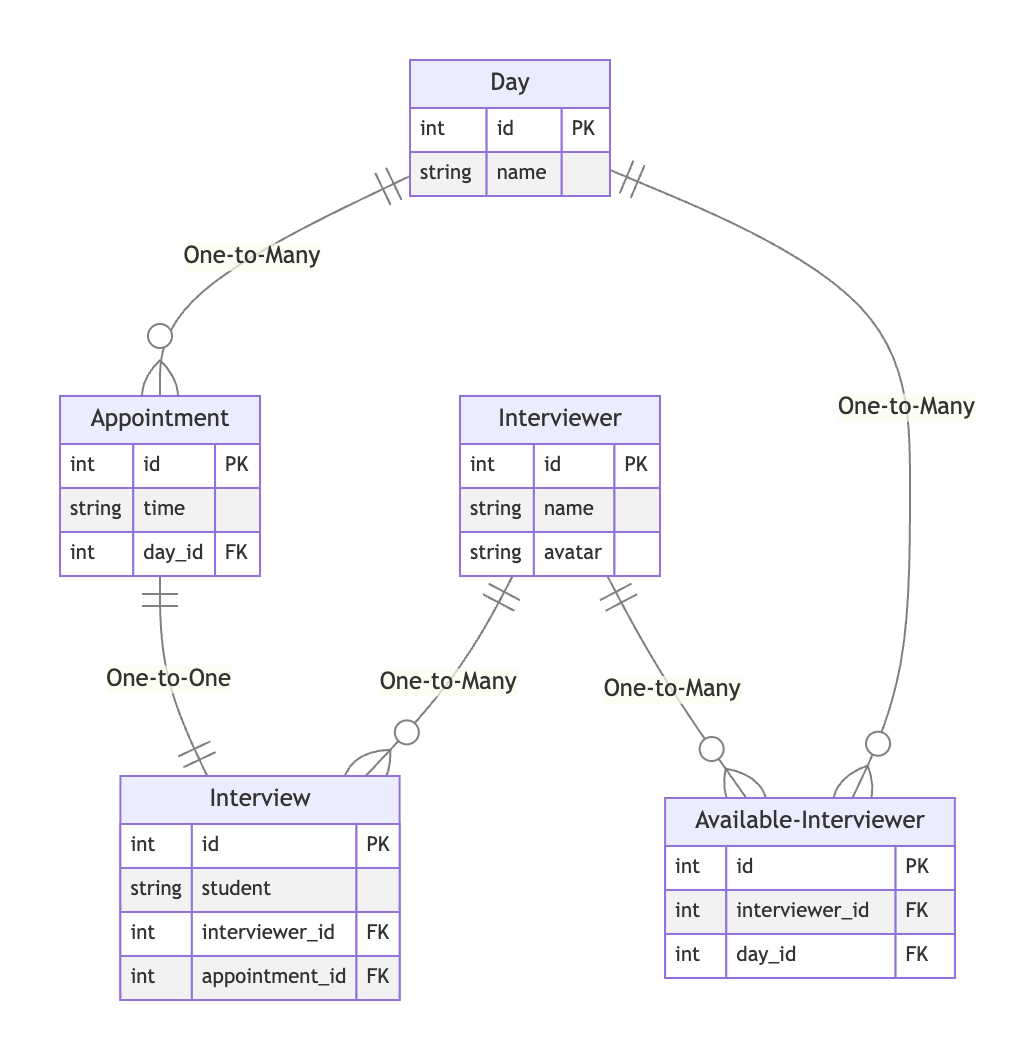 Day
int id PK
string name
One-to-Many
One-to-Many
Appointment
int id PK
string time
int day_id FK
Interviewer
int id PK
string name
string avatar
One-to-One
One-to-Many
One-to-Many
Interview
int id PK
string student
int interviewer_id FK
int appointment_id FK
Available-Interviewer
int id PK
int interviewer_id FK
int day_id FK